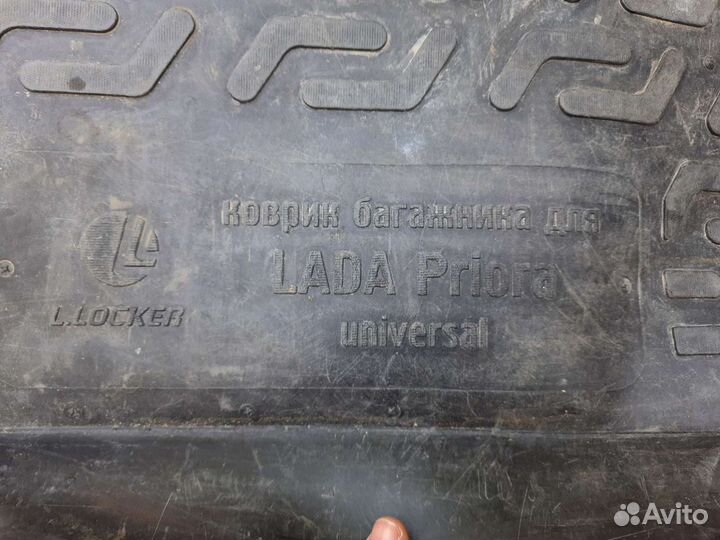 коврик багажника для
LADA Priora
universal
L.LOCKER
Avito